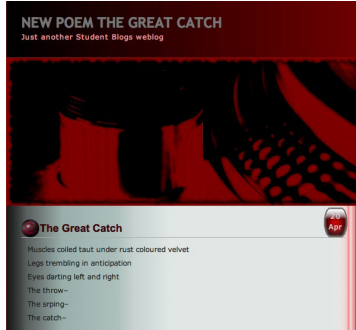 NEW POEM THE GREAT CATCH
Just another Student Blogs weblog
20
Apr
The Great Catch
Muscles coiled taut under rust coloured velvet
Legs trembling in anticipation
Eyes darting left and right
The throw–
The srping–
The catch–